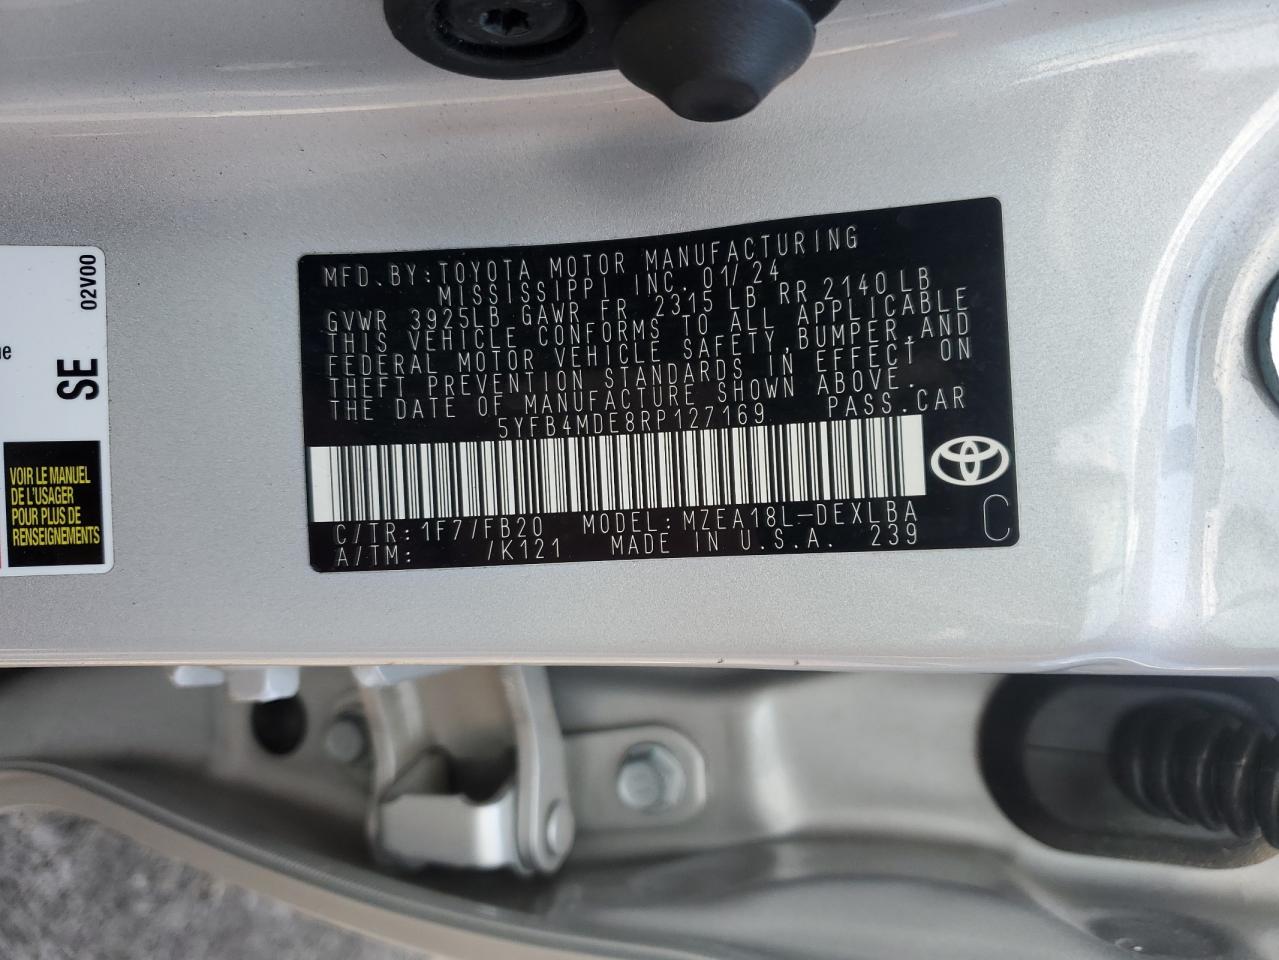 MFD. BY: TOYOTA MOTOR MANUFACTURING
MISSISSIPPI INC. 01/24
GVWR 3925LB GAWR FR 2315 LB RR 2140 LB
THIS VEHICLE CONFORMS TO ALL APPLICABLE
FEDERAL MOTOR VEHICLE SAFETY, BUMPER, AND
THEFT PREVENTION STANDARDS IN EFFECT ON
THE DATE OF MANUFACTURE SHOWN ABOVE.
5YFB4MDE8RP127169 PASS. CAR
C/TR: 1F7/FB20 MODEL: MZEA18L-DEXLBA
A/TM: /K121 MADE IN U.S.A. 239
C
02V00
SE
VOIR LE MANUEL
DE L'USAGER
POUR PLUS DE
RENSEIGNEMENTS